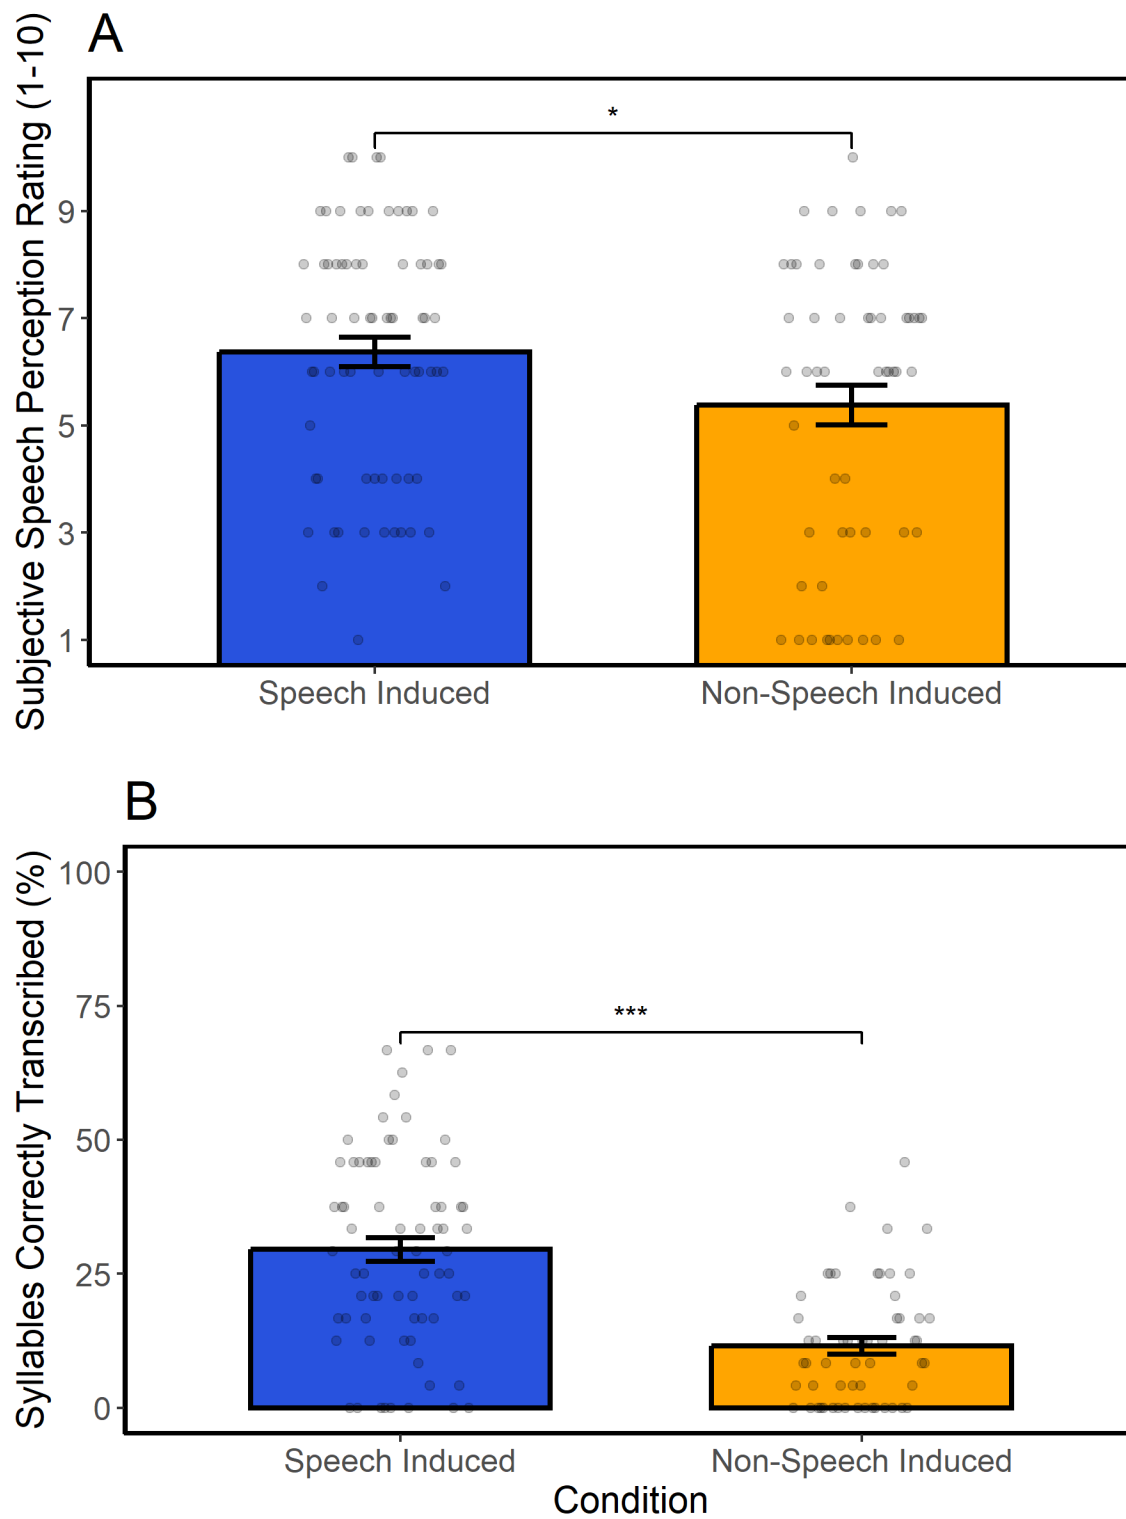 A
Subjective Speech Perception Rating (1-10)
*
9
7
5
3
1
Speech Induced
Non-Speech Induced
B
Syllables Correctly Transcribed (%)
100
***
75
50
25
0
Speech Induced
Non-Speech Induced
Condition